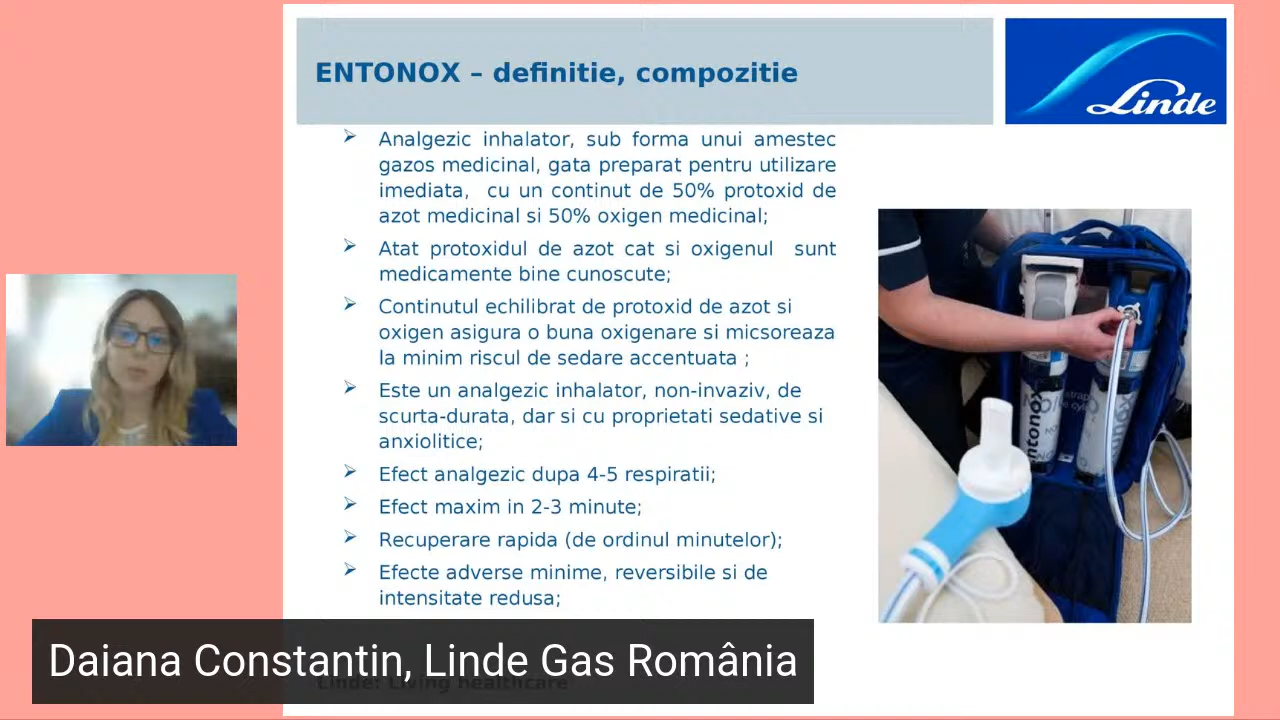 ENTONOX – definitie, compozitie
Linde
Analgezic inhalator, sub forma unui amestec
gazos medicinal, gata preparat pentru utilizare
imediata, cu un continut de 50% protoxid de
azot medicinal si 50% oxigen medicinal;
Atat protoxidul de azot cat si oxigenul sunt
medicamente bine cunoscute;
Continutul echilibrat de protoxid de azot si
oxigen asigura o buna oxigenare si micsoreaza
la minim riscul de sedare accentuata ;
Este un analgezic inhalator, non-invaziv, de
scurta-durata, dar si cu proprietati sedative si
anxiolitice;
Efect analgezic dupa 4-5 respiratii;
Efect maxim in 2-3 minute;
Recuperare rapida (de ordinul minutelor);
Efecte adverse minime, reversibile si de
intensitate redusa;
Daiana Constantin, Linde Gas România
Linde: Living healthcare